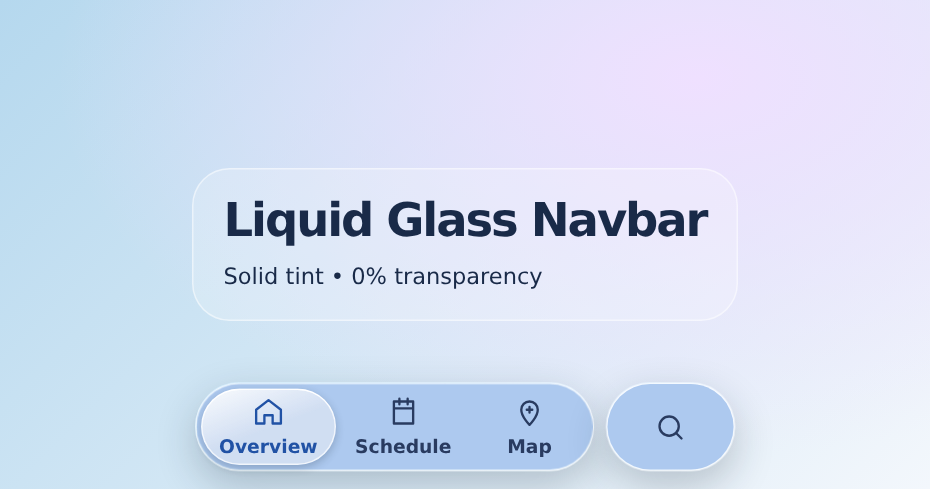 Liquid Glass Navbar
Solid tint • 0% transparency
Overview
Schedule
Map